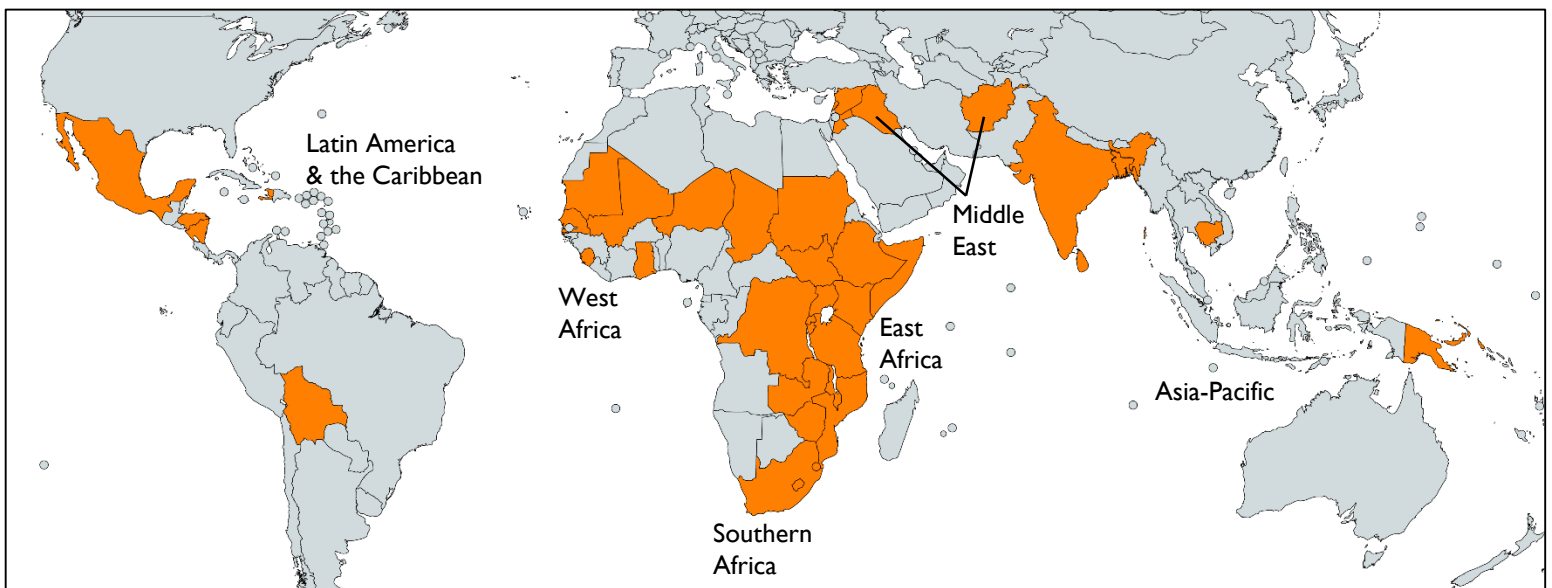 Latin America
& the Caribbean
Middle
East
West
Africa
East
Africa
Asia-Pacific
Southern
Africa